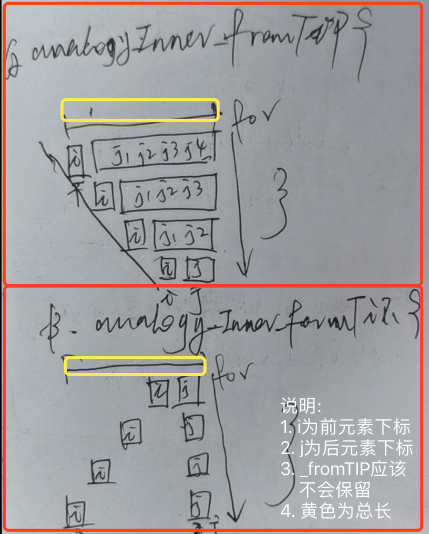 analogyInner_fromTIP {
for
i j1 j2 j3 j4
i j1 j2 j3
i j1 j2
i j
}
i j
β. analogy_Inner_formTiR {
for
i j
i j
i j
i j
}
说明:
1. i为前元素下标
2. j为后元素下标
3. _fromTIP应该
不会保留
4. 黄色为总长